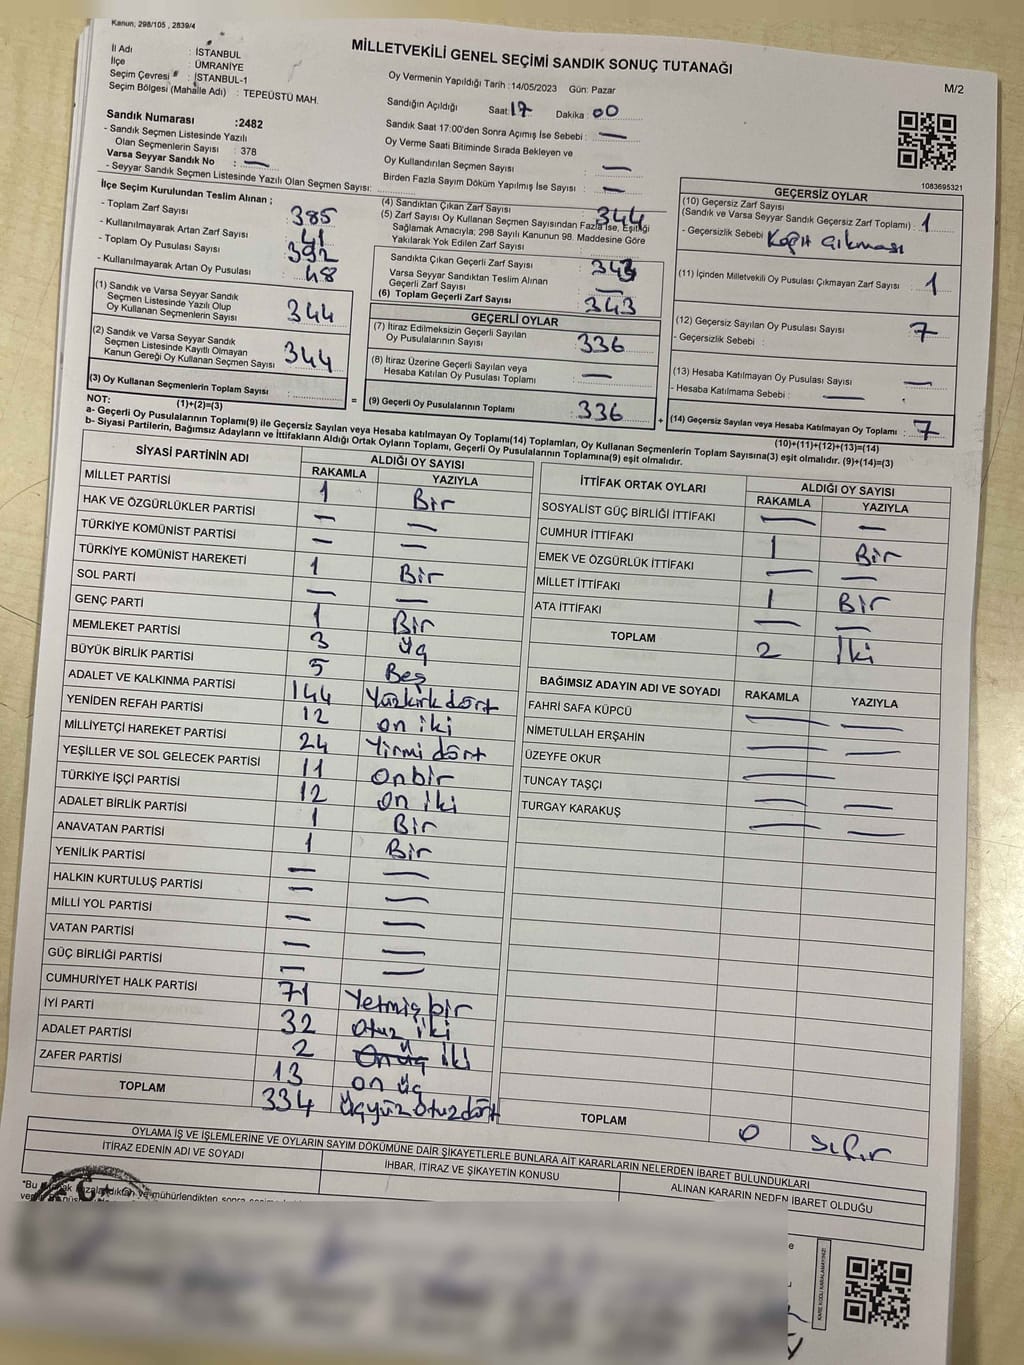 Kanun, 298/105 , 2839/4
MİLLETVEKİLİ GENEL SEÇİMİ SANDIK SONUÇ TUTANAĞI
M/2
İl Adı : İSTANBUL
İlçe : ÜMRANİYE
Seçim Çevresi : İSTANBUL-1
Seçim Bölgesi (Mahalle Adı) : TEPEÜSTÜ MAH.
Oy Vermenin Yapıldığı Tarih :14/05/2023 Gün: Pazar
Sandığın Açıldığı Saat:17 Dakika :00
Sandık Saat 17:00'den Sonra Açımış İse Sebebi : —
Oy Verme Saati Bitiminde Sırada Bekleyen ve
Oy Kullandırılan Seçmen Sayısı : —
Birden Fazla Sayım Döküm Yapılmış İse Sayısı : —
Sandık Numarası :2482
- Sandık Seçmen Listesinde Yazılı
Olan Seçmenlerin Sayısı : 378
Varsa Seyyar Sandık No : —
- Seyyar Sandık Seçmen Listesinde Yazılı Olan Seçmen Sayısı:
1083695321
İlçe Seçim Kurulundan Teslim Alınan ;
- Toplam Zarf Sayısı : 385
- Kullanılmayarak Artan Zarf Sayısı : 41
- Toplam Oy Pusulası Sayısı : 392
- Kullanılmayarak Artan Oy Pusulası : 48
(1) Sandık ve Varsa Seyyar Sandık
Seçmen Listesinde Yazılı Olup
Oy Kullanan Seçmenlerin Sayısı : 344
(2) Sandık ve Varsa Seyyar Sandık
Seçmen Listesinde Kayıtlı Olmayan
Kanun Gereği Oy Kullanan Seçmen Sayısı : 344
(3) Oy Kullanan Seçmenlerin Toplam Sayısı :
(1)+(2)=(3)
(4) Sandıktan Çıkan Zarf Sayısı : 344
(5) Zarf Sayısı Oy Kullanan Seçmen Sayısından Fazla İse, Eşitliği
Sağlamak Amacıyla; 298 Sayılı Kanunun 98. Maddesine Göre
Yakılarak Yok Edilen Zarf Sayısı
Sandıkta Çıkan Geçerli Zarf Sayısı : 343
Varsa Seyyar Sandıktan Teslim Alınan
Geçerli Zarf Sayısı : —
(6) Toplam Geçerli Zarf Sayısı : 343
GEÇERLİ OYLAR
(7) İtiraz Edilmeksizin Geçerli Sayılan
Oy Pusulalarının Sayısı : 336
(8) İtiraz Üzerine Geçerli Sayılan veya
Hesaba Katılan Oy Pusulası Toplamı : —
(9) Geçerli Oy Pusulalarının Toplamı : 336
GEÇERSİZ OYLAR
(10) Geçersiz Zarf Sayısı
(Sandık ve Varsa Seyyar Sandık Geçersiz Zarf Toplamı) : 1
- Geçersizlik Sebebi : çıkması
(11) İçinden Milletvekili Oy Pusulası Çıkmayan Zarf Sayısı : 1
(12) Geçersiz Sayılan Oy Pusulası Sayısı : 7
- Geçersizlik Sebebi :
(13) Hesaba Katılmayan Oy Pusulası Sayısı : —
- Hesaba Katılmama Sebebi : —
(14) Geçersiz Sayılan veya Hesaba Katılmayan Oy Toplamı : 7
(10)+(11)+(12)+(13)=(14)
NOT:
a- Geçerli Oy Pusulalarının Toplamı(9) ile Geçersiz Sayılan veya Hesaba katılmayan Oy Toplamı(14) Toplamları, Oy Kullanan Seçmenlerin Toplam Sayısına(3) eşit olmalıdır. (9)+(14)=(3)
b- Siyasi Partilerin, Bağımsız Adayların ve İttifakların Aldığı Ortak Oyların Toplamı, Geçerli Oy Pusulalarının Toplamına(9) eşit olmalıdır.
SİYASİ PARTİNİN ADI ALDIĞI OY SAYISI
RAKAMLA YAZIYLA
MİLLET PARTİSİ 1 Bir
HAK VE ÖZGÜRLÜKLER PARTİSİ — —
TÜRKİYE KOMÜNİST PARTİSİ — —
TÜRKİYE KOMÜNİST HAREKETİ 1 Bir
SOL PARTİ — —
GENÇ PARTİ 1 Bir
MEMLEKET PARTİSİ 3 üç
BÜYÜK BİRLİK PARTİSİ 5 Beş
ADALET VE KALKINMA PARTİSİ 144 Yüzkirkdört
YENİDEN REFAH PARTİSİ 12 on iki
MİLLİYETÇİ HAREKET PARTİSİ 24 Yirmi dört
YEŞİLLER VE SOL GELECEK PARTİSİ 11 onbir
TÜRKİYE İŞÇİ PARTİSİ 12 on iki
ADALET BİRLİK PARTİSİ 1 Bir
ANAVATAN PARTİSİ 1 Bir
YENİLİK PARTİSİ — —
HALKIN KURTULUŞ PARTİSİ — —
MİLLİ YOL PARTİSİ — —
VATAN PARTİSİ — —
GÜÇ BİRLİĞİ PARTİSİ — —
CUMHURİYET HALK PARTİSİ 71 Yetmiş bir
İYİ PARTİ 32 otuz iki
ADALET PARTİSİ 2 Onüç İki
ZAFER PARTİSİ 13 on üç
TOPLAM 334 üçyüz otuzdört
İTTİFAK ORTAK OYLARI ALDIĞI OY SAYISI
RAKAMLA YAZIYLA
SOSYALİST GÜÇ BİRLİĞİ İTTİFAKI — —
CUMHUR İTTİFAKI 1 Bir
EMEK VE ÖZGÜRLÜK İTTİFAKI — —
MİLLET İTTİFAKI 1 Bir
ATA İTTİFAKI — —
TOPLAM 2 İki
BAĞIMSIZ ADAYIN ADI VE SOYADI RAKAMLA YAZIYLA
FAHRİ SAFA KÜPCÜ — —
NİMETULLAH ERŞAHİN — —
ÜZEYFE OKUR —
TUNCAY TAŞÇI — —
TURGAY KARAKUŞ — —
TOPLAM 0 sıfır
OYLAMA İŞ VE İŞLEMLERİNE VE OYLARIN SAYIM DÖKÜMÜNE DAİR ŞİKAYETLERLE BUNLARA AİT KARARLARIN NELERDEN İBARET BULUNDUKLARI
İTİRAZ EDENİN ADI VE SOYADI
İHBAR, İTİRAZ VE ŞİKAYETİN KONUSU
ALINAN KARARIN NEDEN İBARET OLDUĞU